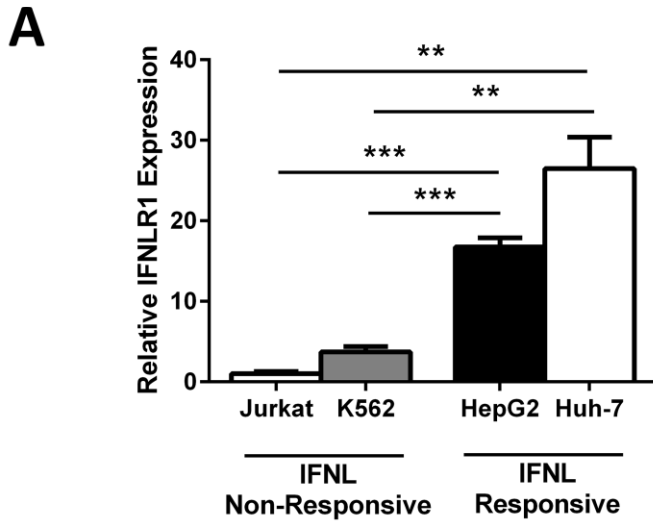 A
Relative IFNLR1 Expression
40
30
20
10
0
**
**
***
***
Jurkat K562 HepG2 Huh-7
IFNL IFNL
Non-Responsive Responsive